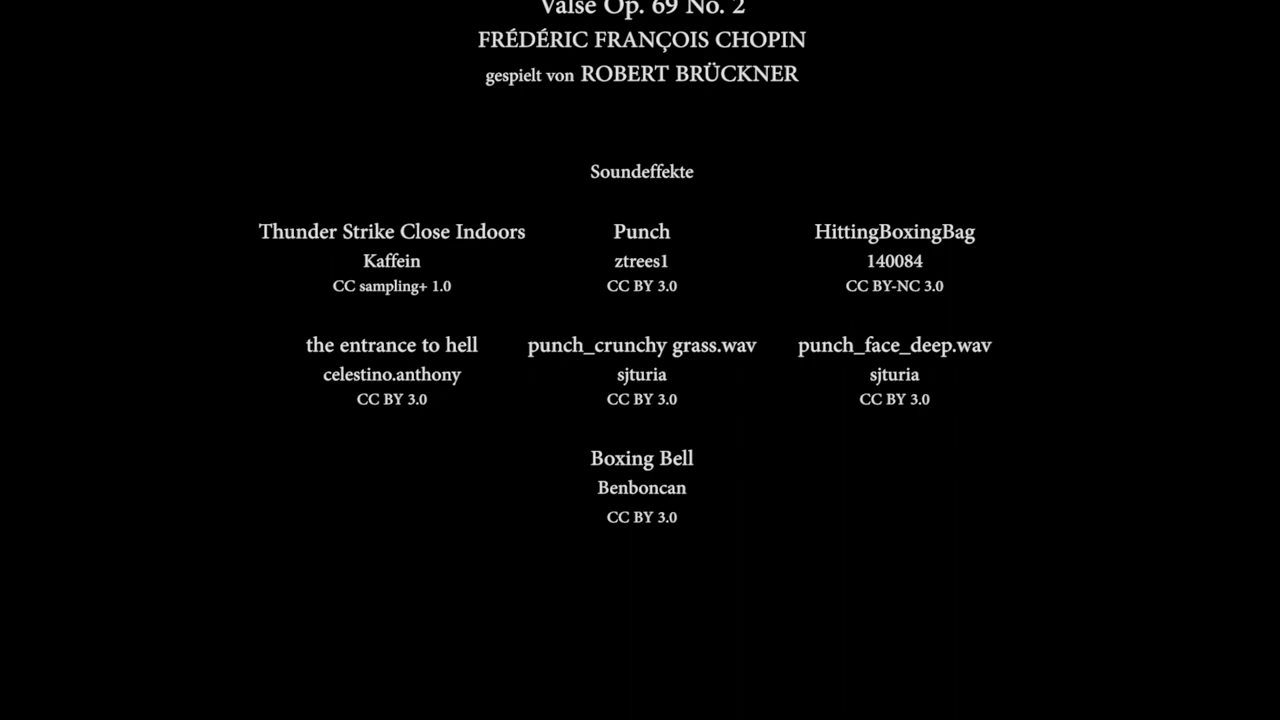 Valse Op. 69 No. 2
FRÉDÉRIC FRANÇOIS CHOPIN
gespielt von ROBERT BRÜCKNER
Soundeffekte
Thunder Strike Close Indoors
Kaffein
CC sampling+ 1.0
Punch
ztrees1
CC BY 3.0
HittingBoxingBag
140084
CC BY-NC 3.0
the entrance to hell
celestino.anthony
CC BY 3.0
punch_crunchy grass.wav
sjturia
CC BY 3.0
punch_face_deep.wav
sjturia
CC BY 3.0
Boxing Bell
Benboncan
CC BY 3.0